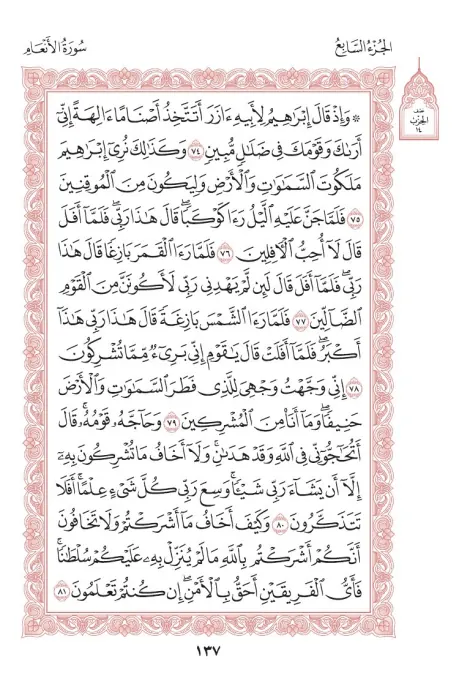 الجزء السابع
سورة الأنعام
نصف
الحزب
١٤
۞ وَإِذْ قَالَ إِبْرَٰهِيمُ لِأَبِيهِ ءَازَرَ أَتَتَّخِذُ أَصْنَامًا ءَالِهَةً إِنِّىٓ
أَرَىٰكَ وَقَوْمَكَ فِى ضَلَٰلٍ مُّبِينٍ ٧٤ وَكَذَٰلِكَ نُرِىٓ إِبْرَٰهِيمَ
مَلَكُوتَ ٱلسَّمَٰوَٰتِ وَٱلْأَرْضِ وَلِيَكُونَ مِنَ ٱلْمُوقِنِينَ
٧٥ فَلَمَّا جَنَّ عَلَيْهِ ٱلَّيْلُ رَءَا كَوْكَبًا ۖ قَالَ هَٰذَا رَبِّى ۖ فَلَمَّآ أَفَلَ
قَالَ لَآ أُحِبُّ ٱلْءَافِلِينَ ٧٦ فَلَمَّا رَءَا ٱلْقَمَرَ بَازِغًا قَالَ هَٰذَا
رَبِّى ۖ فَلَمَّآ أَفَلَ قَالَ لَئِن لَّمْ يَهْدِنِى رَبِّى لَأَكُونَنَّ مِنَ ٱلْقَوْمِ
ٱلضَّآلِّينَ ٧٧ فَلَمَّا رَءَا ٱلشَّمْسَ بَازِغَةً قَالَ هَٰذَا رَبِّى هَٰذَآ
أَكْبَرُ ۖ فَلَمَّآ أَفَلَتْ قَالَ يَٰقَوْمِ إِنِّى بَرِىٓءٌ مِّمَّا تُشْرِكُونَ
٧٨ إِنِّى وَجَّهْتُ وَجْهِىَ لِلَّذِى فَطَرَ ٱلسَّمَٰوَٰتِ وَٱلْأَرْضَ
حَنِيفًا ۖ وَمَآ أَنَا۠ مِنَ ٱلْمُشْرِكِينَ ٧٩ وَحَآجَّهُۥ قَوْمُهُۥ ۚ قَالَ
أَتُحَٰٓجُّوٓنِّى فِى ٱللَّهِ وَقَدْ هَدَىٰنِ ۚ وَلَآ أَخَافُ مَا تُشْرِكُونَ بِهِۦٓ
إِلَّآ أَن يَشَآءَ رَبِّى شَيْـًٔا ۗ وَسِعَ رَبِّى كُلَّ شَىْءٍ عِلْمًا ۗ أَفَلَا
تَتَذَكَّرُونَ ٨٠ وَكَيْفَ أَخَافُ مَآ أَشْرَكْتُمْ وَلَا تَخَافُونَ
أَنَّكُمْ أَشْرَكْتُم بِٱللَّهِ مَا لَمْ يُنَزِّلْ بِهِۦ عَلَيْكُمْ سُلْطَٰنًا ۚ
فَأَىُّ ٱلْفَرِيقَيْنِ أَحَقُّ بِٱلْأَمْنِ ۖ إِن كُنتُمْ تَعْلَمُونَ ٨١
١٣٧